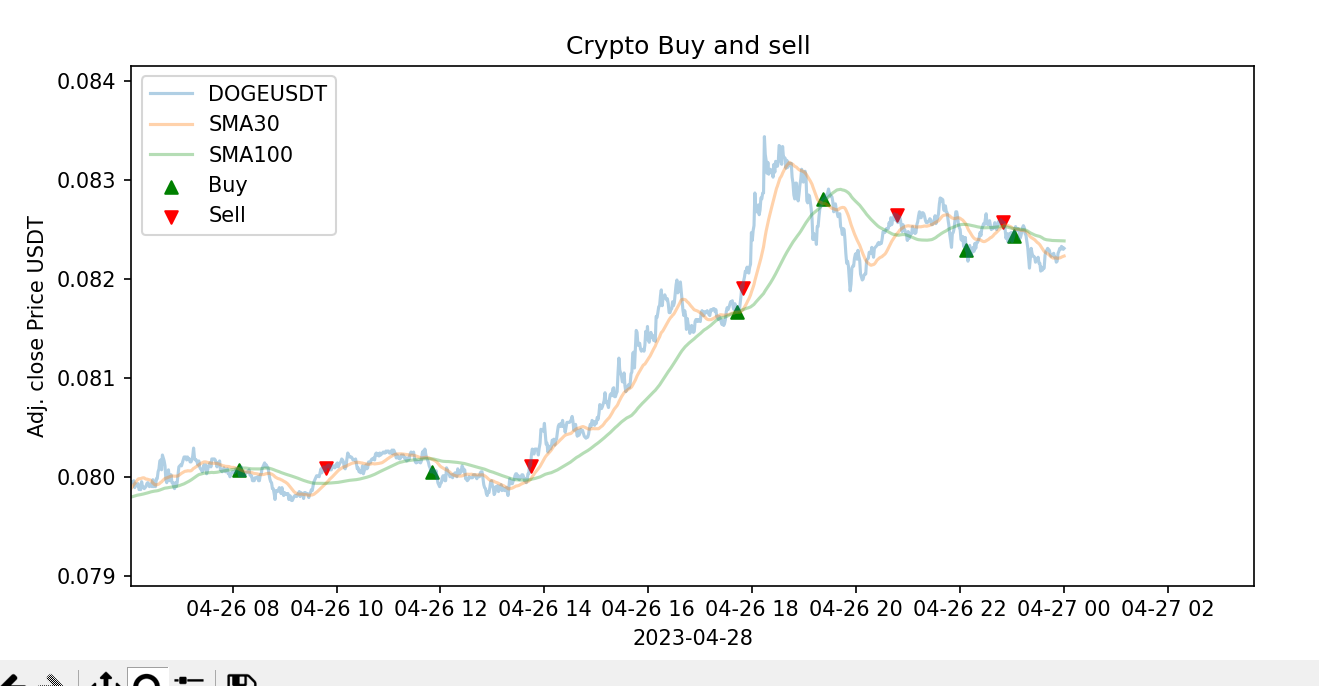 Crypto Buy and sell
0.084
0.083
0.082
0.081
0.080
0.079
Adj. close Price USDT
DOGEUSDT
SMA30
SMA100
Buy
Sell
04-26 08 04-26 10 04-26 12 04-26 14 04-26 16 04-26 18 04-26 20 04-26 22 04-27 00 04-27 02
2023-04-28